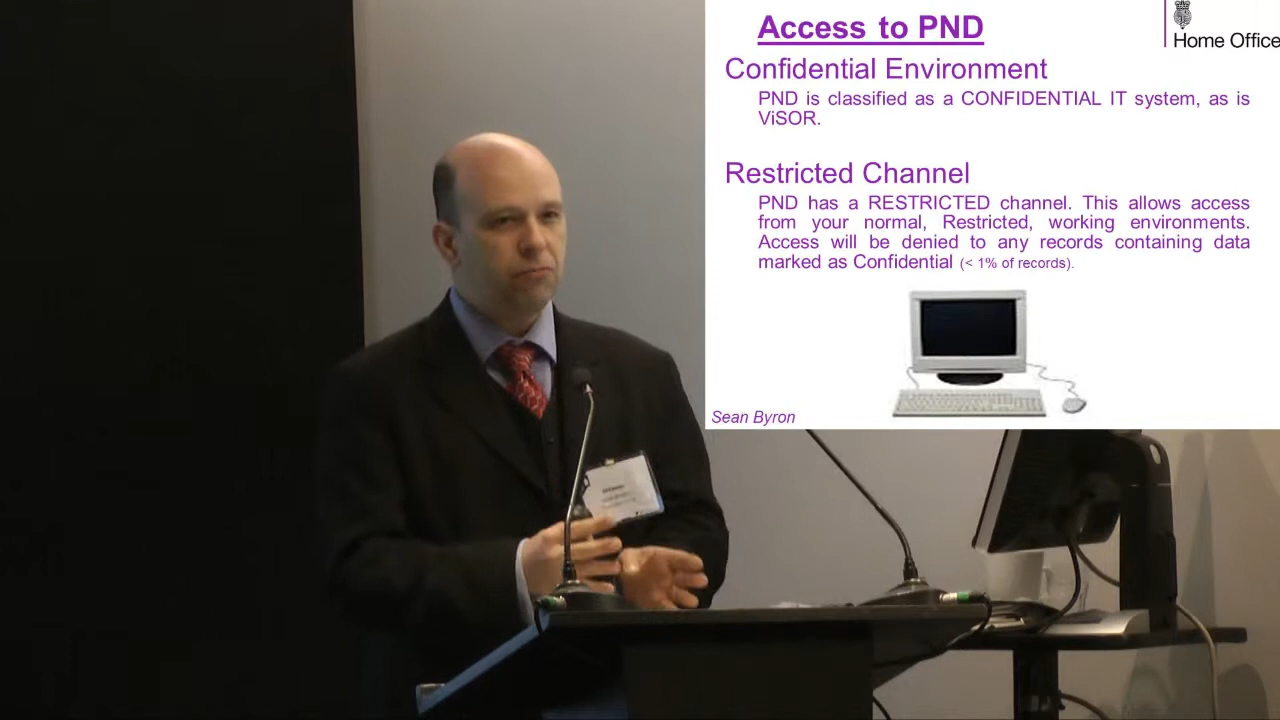 Access to PND
Home Office
Confidential Environment
PND is classified as a CONFIDENTIAL IT system, as is
ViSOR.
Restricted Channel
PND has a RESTRICTED channel. This allows access
from your normal, Restricted, working environments.
Access will be denied to any records containing data
marked as Confidential (< 1% of records).
Sean Byron